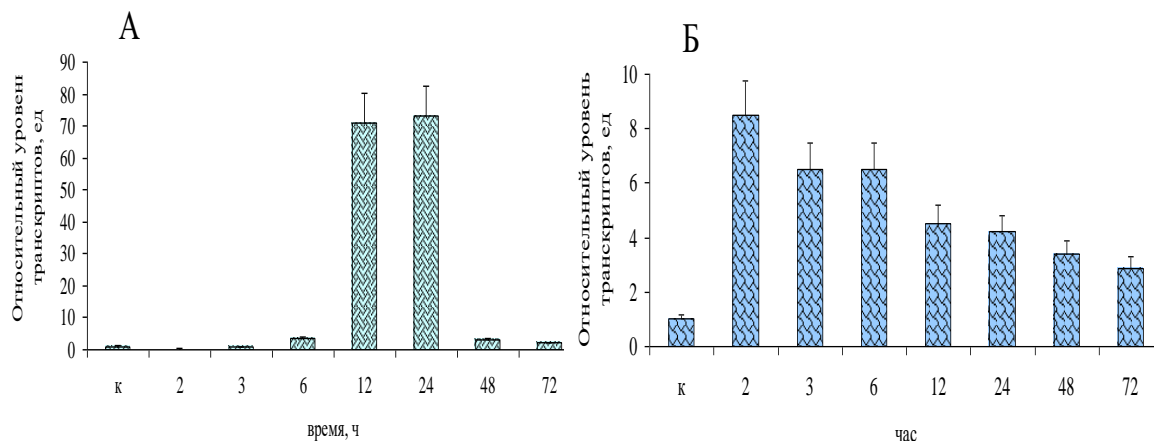 А
Относительный уровень
транскриптов, ед
90
80
70
60
50
40
30
20
10
0
к 2 3 6 12 24 48 72
время, ч
Б
Относительный уровень
транскриптов, ед
10
8
6
4
2
0
к 2 3 6 12 24 48 72
час